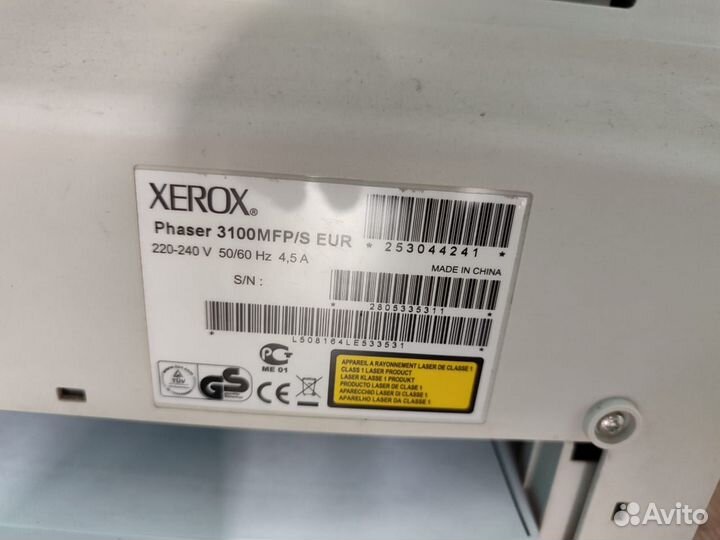 XEROX®
Phaser 3100MFP/S EUR
* 253044241 *
220-240 V 50/60 Hz 4,5 A
MADE IN CHINA
S/N :
* 2805335311 *
* L508164LE533531 *
ME 01
TÜV
GS
CE
APPAREIL A RAYONNEMENT LASER DE CLASSE 1
CLASS 1 LASER PRODUCT
LASER KLASSE 1 PRODUKT
PRODUCTO LASER DE CLASE 1
APPARECCHIO LASER DI CLASSE 1
APARELHO LASER DA CLASSE 1
Avito